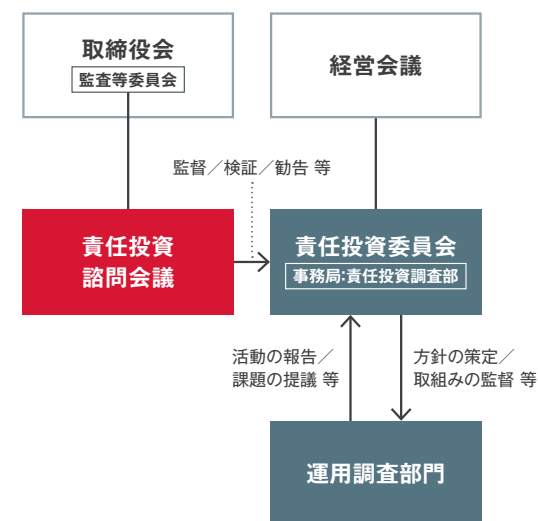 取締役会
監査等委員会
経営会議
監督／検証／勧告 等
責任投資
諮問会議
責任投資委員会
事務局:責任投資調査部
活動の報告／
課題の提議 等
方針の策定／
取組みの監督 等
運用調査部門